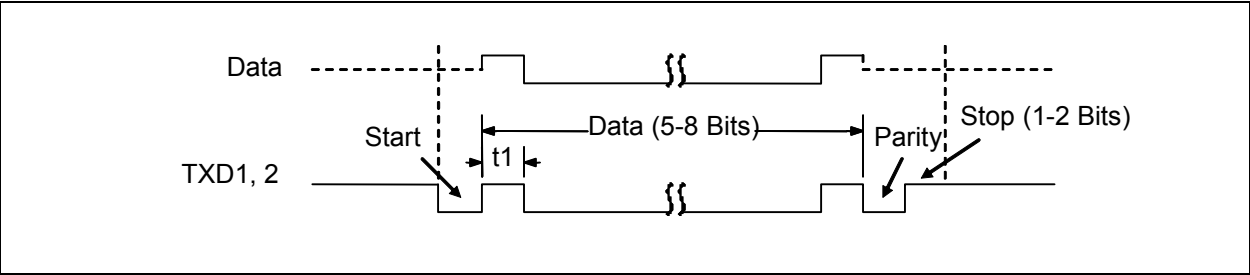 Data
Start
Data (5-8 Bits)
Parity
Stop (1-2 Bits)
t1
TXD1, 2